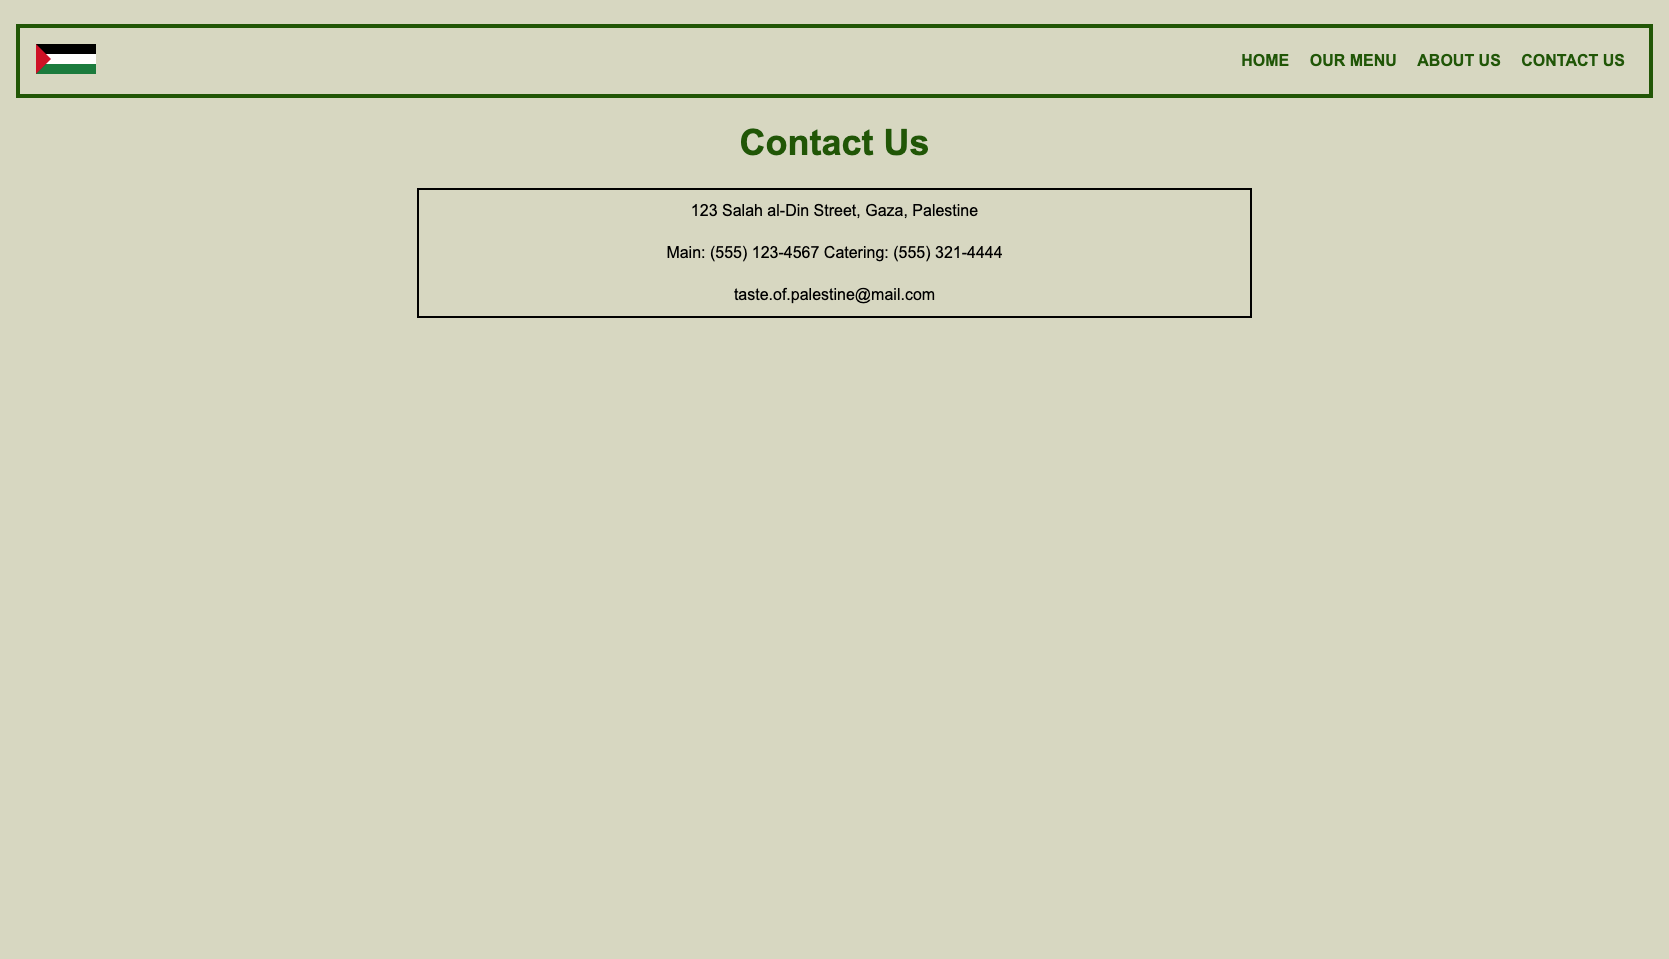 HOME OUR MENU ABOUT US CONTACT US
Contact Us
123 Salah al-Din Street, Gaza, Palestine
Main: (555) 123-4567 Catering: (555) 321-4444
taste.of.palestine@mail.com